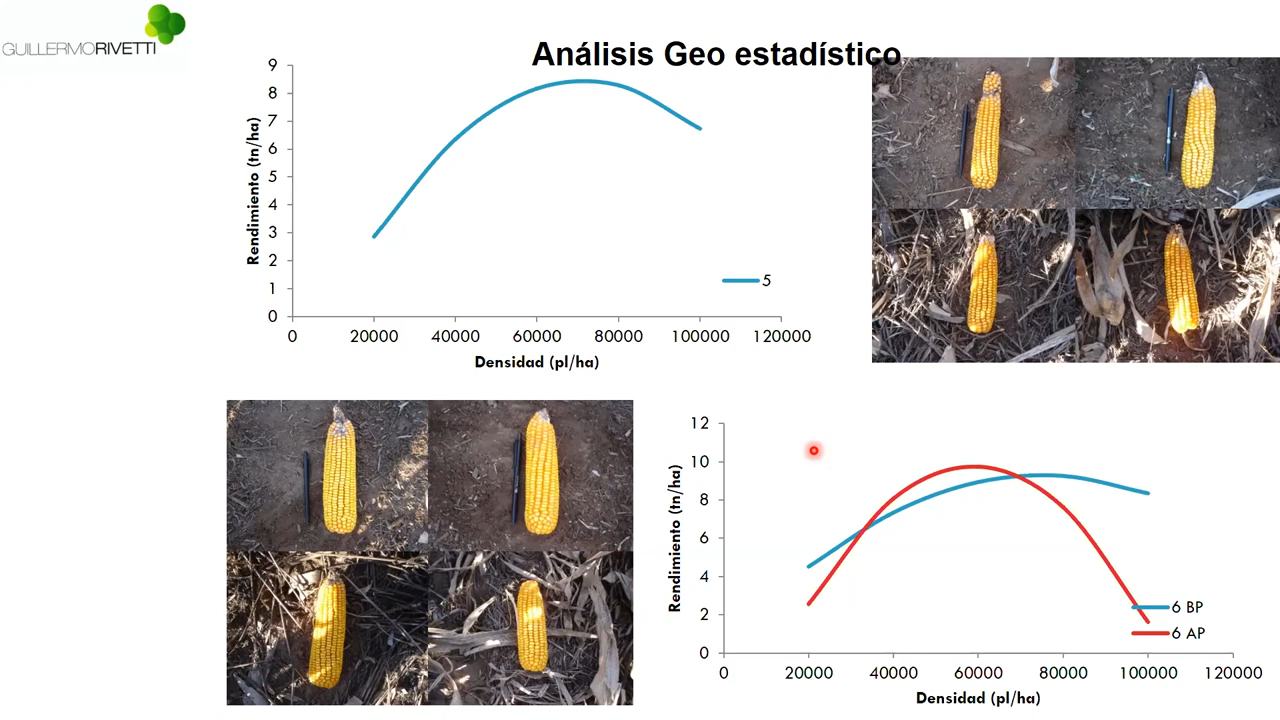 GUILLERMORIVETTI
Análisis Geo estadístico
Rendimiento (tn/ha)
9
8
7
6
5
4
3
2
1
0
0 20000 40000 60000 80000 100000 120000
Densidad (pl/ha)
5
Rendimiento (tn/ha)
12
10
8
6
4
2
0
0 20000 40000 60000 80000 100000 120000
Densidad (pl/ha)
6 BP
6 AP